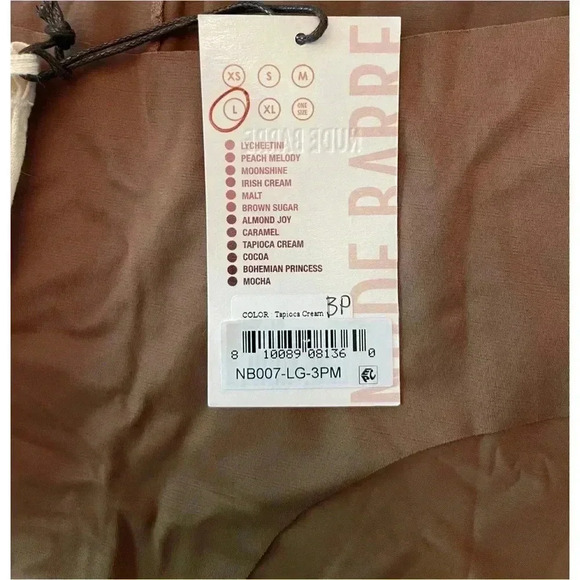 XS S M
L XL ONE SIZE
NUDE BARRE
NUDE BARRE
LYCHEETINI
PEACH MELODY
MOONSHINE
IRISH CREAM
MALT
BROWN SUGAR
ALMOND JOY
CARAMEL
TAPIOCA CREAM
COCOA
BOHEMIAN PRINCESS
MOCHA
COLOR Tapioca Cream BP
8 10089 08136 0
NB007-LG-3PM